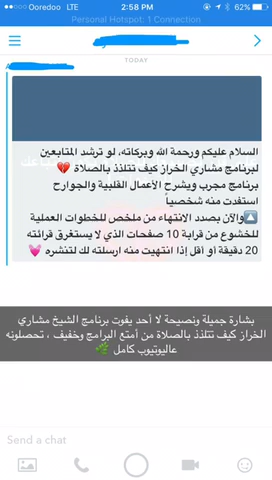 Ooredoo LTE 2:58 PM 62%
Personal Hotspot: 1 Connection
TODAY
السلام عليكم ورحمة الله وبركاته، لو ترشد المتابعين
لبرنامج مشاري الخراز كيف تتلذذ بالصلاة 💔
برنامج مجرب ويشرح الأعمال القلبية والجوارح
استفدت منه شخصياً
🔼والآن بصدد الانتهاء من ملخص للخطوات العملية
للخشوع من قرابة 10 صفحات الذي لا يستغرق قرائته
20 دقيقة أو أقل إذا انتهيت منه ارسلته لك لتنشره 💓
بشارة جميلة ونصيحة لا أحد يفوت برنامج الشيخ مشاري
الخراز كيف تتلذذ بالصلاة من أمتع البرامج وخفيف ، تحصلونه
عاليوتيوب كامل 🌿
Send a chat